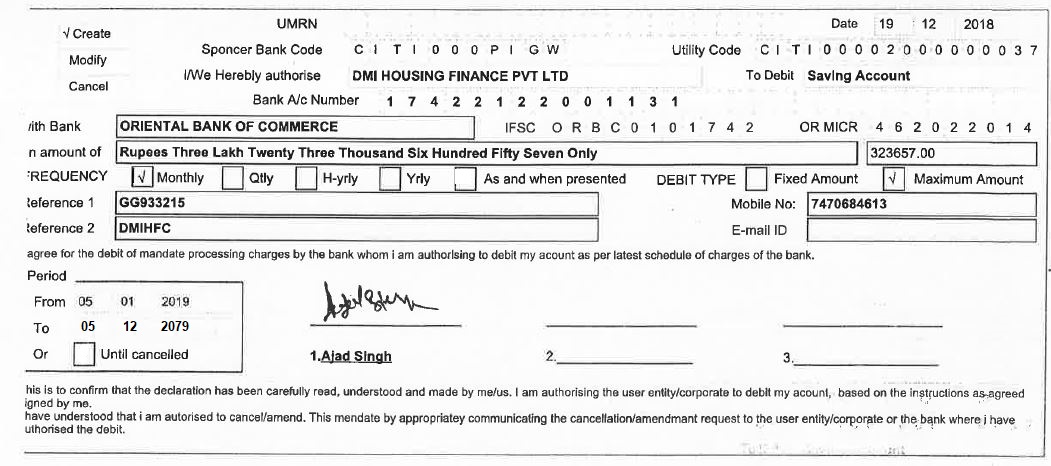 UMRN Date 19 12 2018
√ Create
Modify
Cancel
Sponcer Bank Code C I T I 0 0 0 P I G W Utility Code C I T I 0 0 0 0 2 0 0 0 0 0 0 0 3 7
I/We Hereby authorise DMI HOUSING FINANCE PVT LTD To Debit Saving Account
Bank A/c Number 1 7 4 2 2 1 2 2 0 0 1 1 3 1
ith Bank ORIENTAL BANK OF COMMERCE IFSC O R B C 0 1 0 1 7 4 2 OR MICR 4 6 2 0 2 2 0 1 4
n amount of Rupees Three Lakh Twenty Three Thousand Six Hundred Fifty Seven Only 323657.00
FREQUENCY √ Monthly Qtly H-yrly Yrly As and when presented DEBIT TYPE Fixed Amount √ Maximum Amount
Reference 1 GG933215 Mobile No: 7470684613
Reference 2 DMIHFC E-mail ID
agree for the debit of mandate processing charges by the bank whom i am authorising to debit my acount as per latest schedule of charges of the bank.
Period
From 05 01 2019
To 05 12 2079
Or Until cancelled
1.Ajad Singh 2. 3.
his is to confirm that the declaration has been carefully read, understood and made by me/us. I am authorising the user entity/corporate to debit my acount, based on the instructions as agreed
igned by me.
have understood that i am autorised to cancel/amend. This mendate by appropriatey communicating the cancellation/amendmant request to the user entity/corporate or the bank where i have
uthorised the debit.